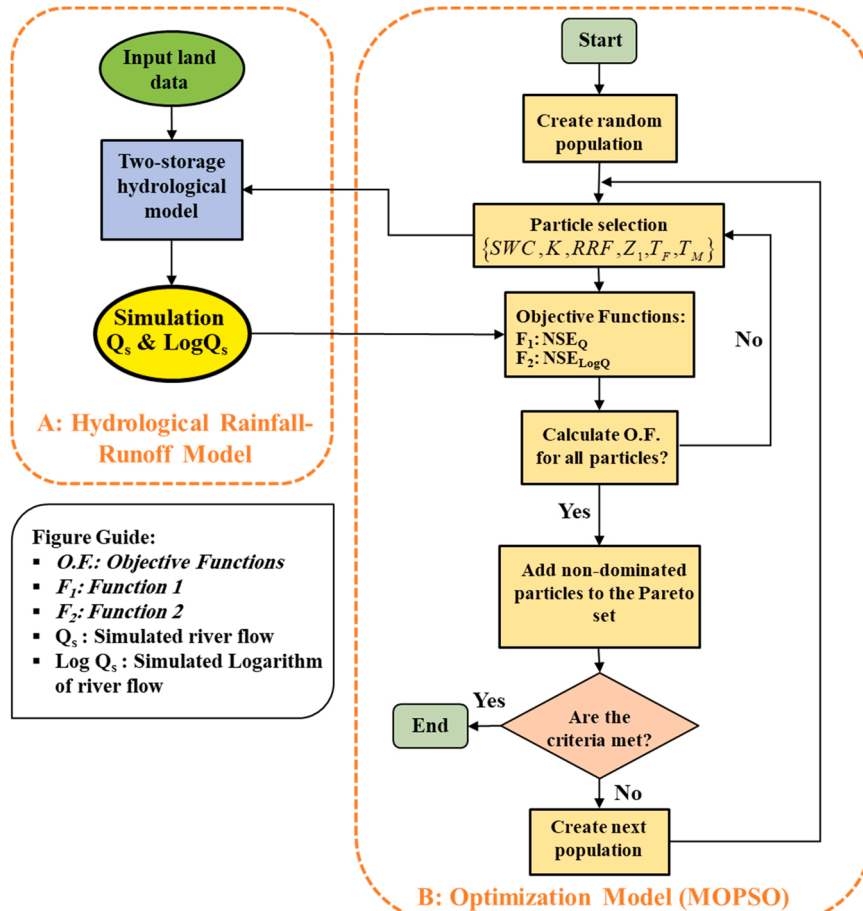 Input land
data
Two-storage
hydrological
model
Simulation
Qs & LogQs
A: Hydrological Rainfall-
Runoff Model
Figure Guide:
▪ O.F.: Objective Functions
▪ F1: Function 1
▪ F2: Function 2
▪ Qs : Simulated river flow
▪ Log Qs : Simulated Logarithm
of river flow
Start
Create random
population
Particle selection
{SWC, K, RRF, Z1, TF, TM}
Objective Functions:
F1: NSEQ
F2: NSELogQ
No
Calculate O.F.
for all particles?
Yes
Add non-dominated
particles to the Pareto
set
Are the
criteria met?
Yes
End
No
Create next
population
B: Optimization Model (MOPSO)